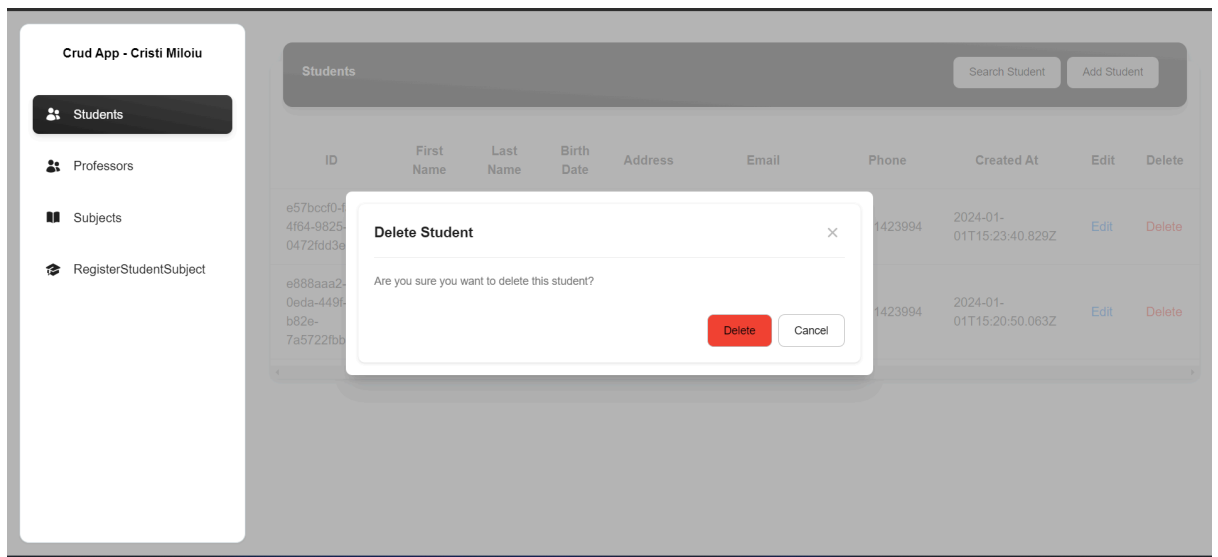 Crud App - Cristi Miloiu
Students
Professors
Subjects
RegisterStudentSubject
Students
Search Student
Add Student
ID
First Name
Last Name
Birth Date
Address
Email
Phone
Created At
Edit
Delete
e57bccf0-f
4f64-9825-
0472fdd3e
1423994
2024-01-
01T15:23:40.829Z
Edit
Delete
e888aaa2-
0eda-449f-
b82e-
7a5722fbb
1423994
2024-01-
01T15:20:50.063Z
Edit
Delete
Delete Student
Are you sure you want to delete this student?
Delete
Cancel